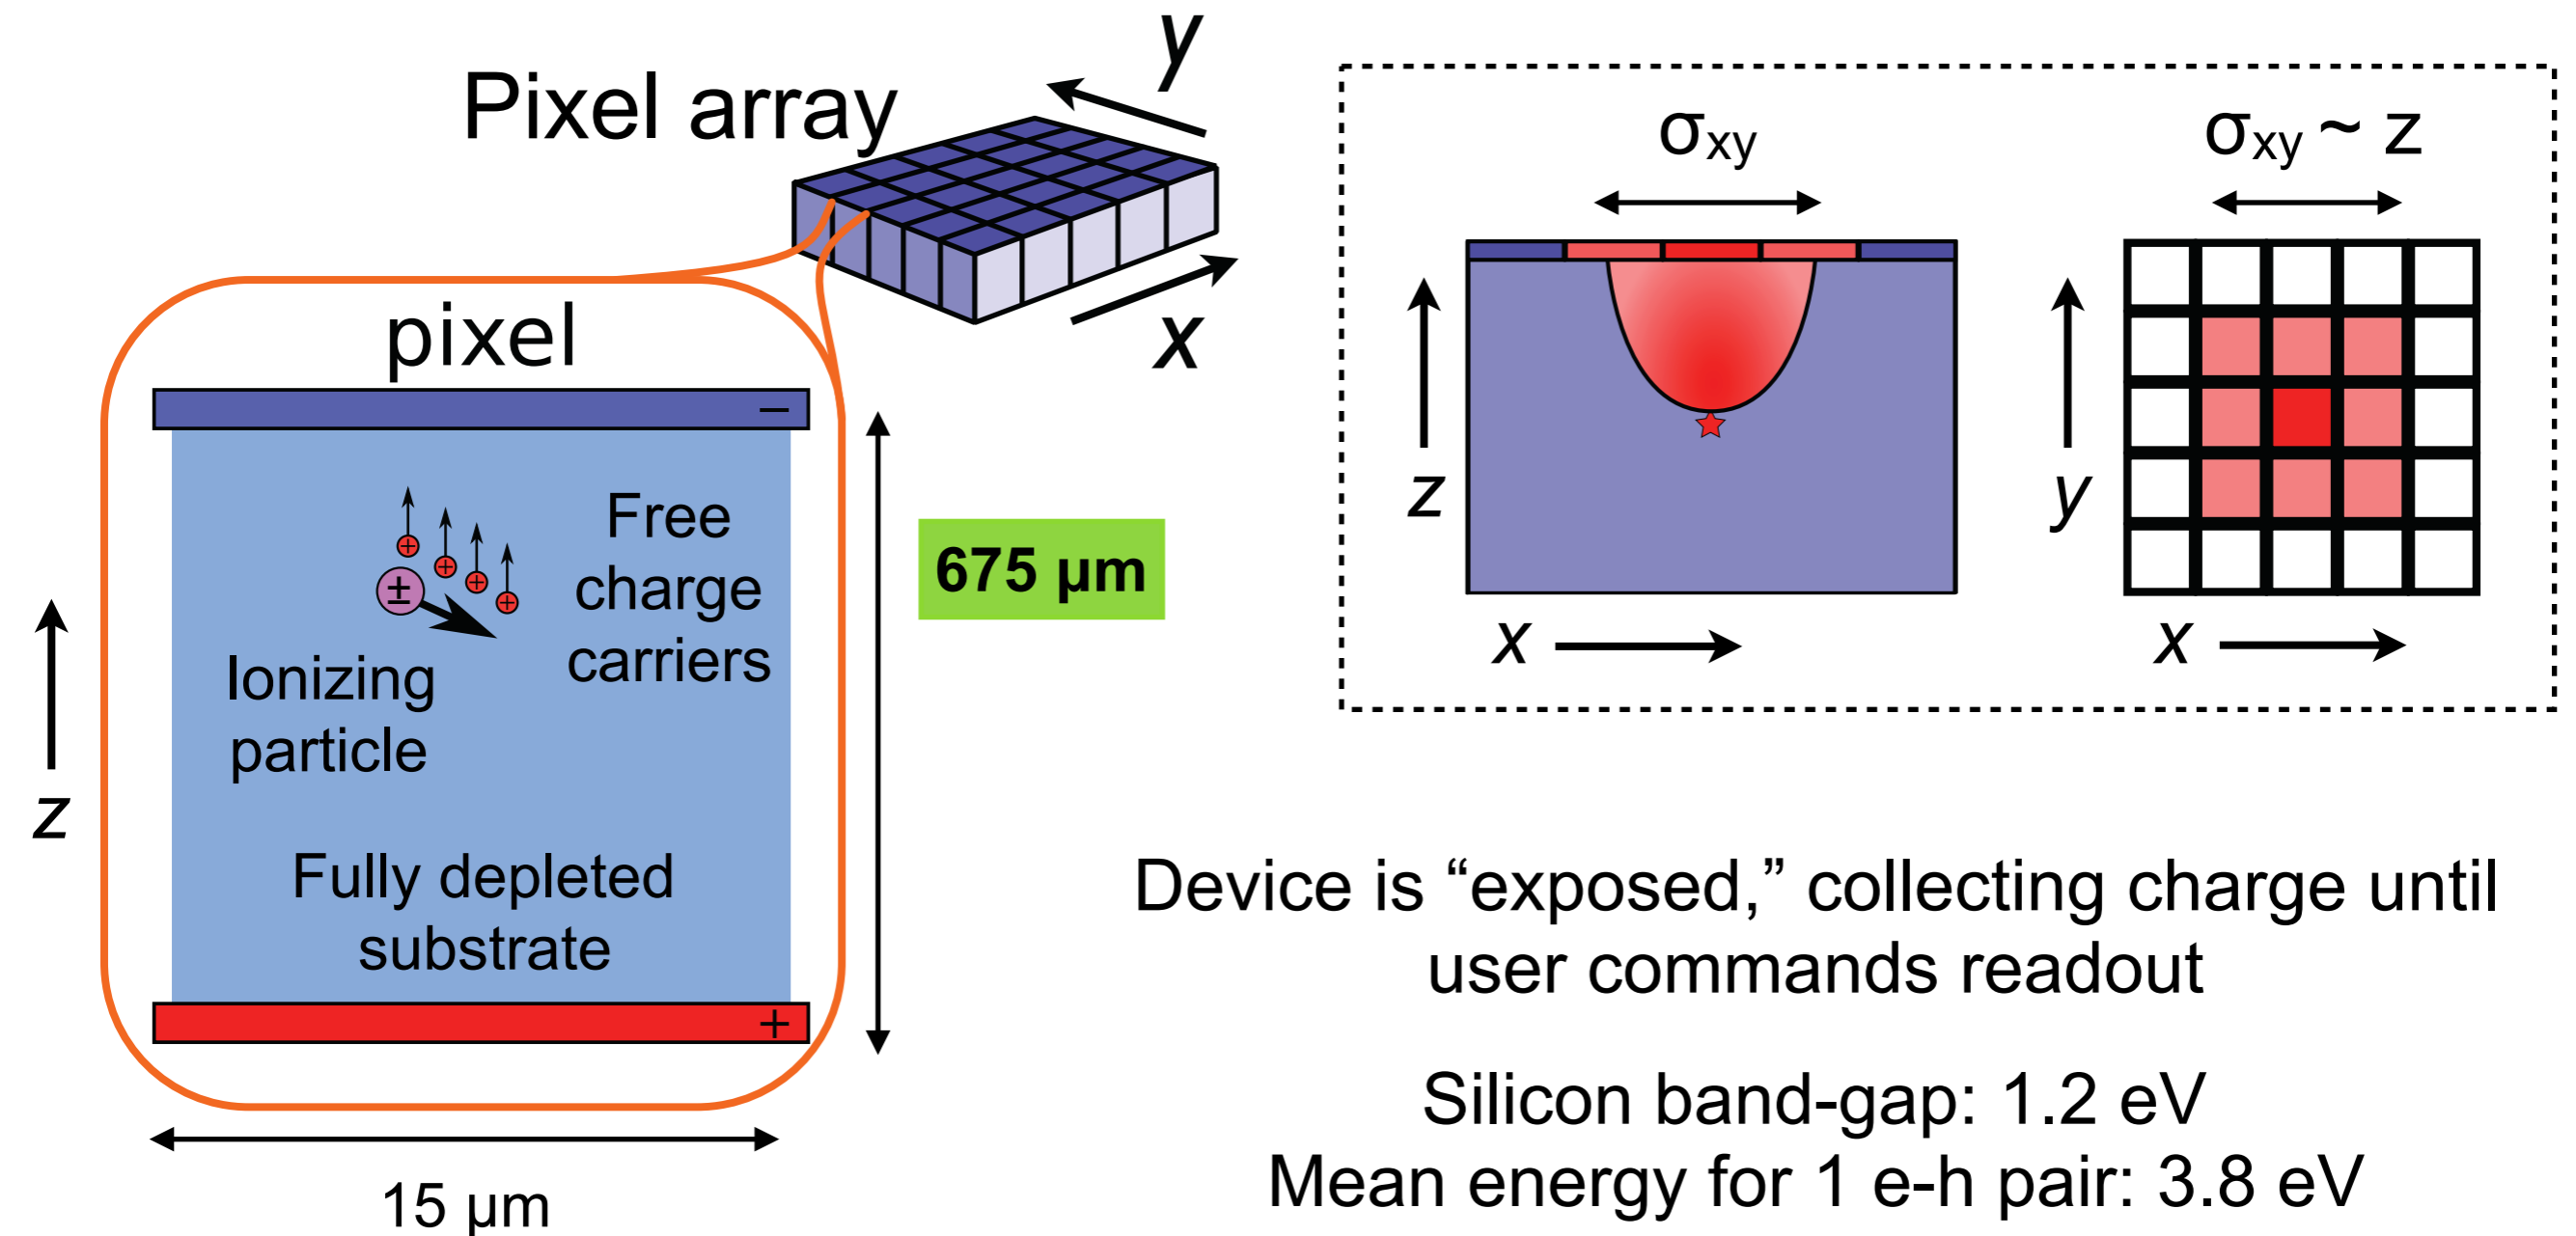 Pixel array
y
x
pixel
–
+
+
+
+
±
Free
charge
carriers
Ionizing
particle
Fully depleted
substrate
+
z
15 µm
675 µm
σxy
z
x
σxy ~ z
y
x
Device is “exposed,” collecting charge until
user commands readout
Silicon band-gap: 1.2 eV
Mean energy for 1 e-h pair: 3.8 eV